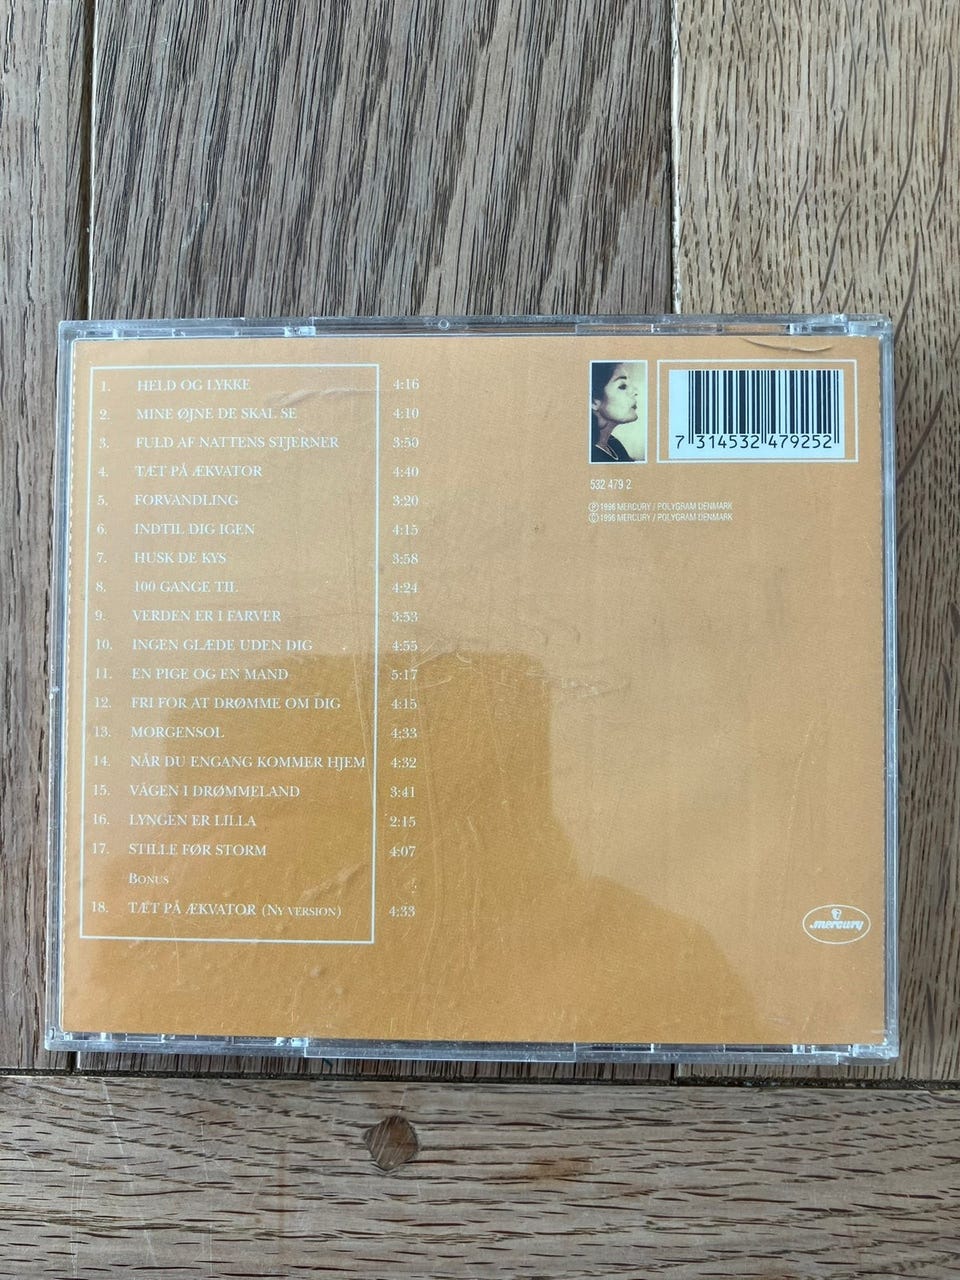 1. HELD OG LYKKE 4:16
2. MINE ØJNE DE SKAL SE 4:10
3. FULD AF NATTENS STJERNER 3:50
4. TÆT PÅ ÆKVATOR 4:40
5. FORVANDLING 3:20
6. INDTIL DIG IGEN 4:15
7. HUSK DE KYS 3:58
8. 100 GANGE TIL 4:24
9. VERDEN ER I FARVER 3:53
10. INGEN GLÆDE UDEN DIG 4:55
11. EN PIGE OG EN MAND 5:17
12. FRI FOR AT DRØMME OM DIG 4:15
13. MORGENSOL 4:33
14. NÅR DU ENGANG KOMMER HJEM 4:32
15. VÅGEN I DRØMMELAND 3:41
16. LYNGEN ER LILLA 2:15
17. STILLE FØR STORM 4:07
BONUS
18. TÆT PÅ ÆKVATOR (NY VERSION) 4:33
7 314532 479252
532 479 2
℗ 1996 MERCURY / POLYGRAM DENMARK
© 1996 MERCURY / POLYGRAM DENMARK
mercury